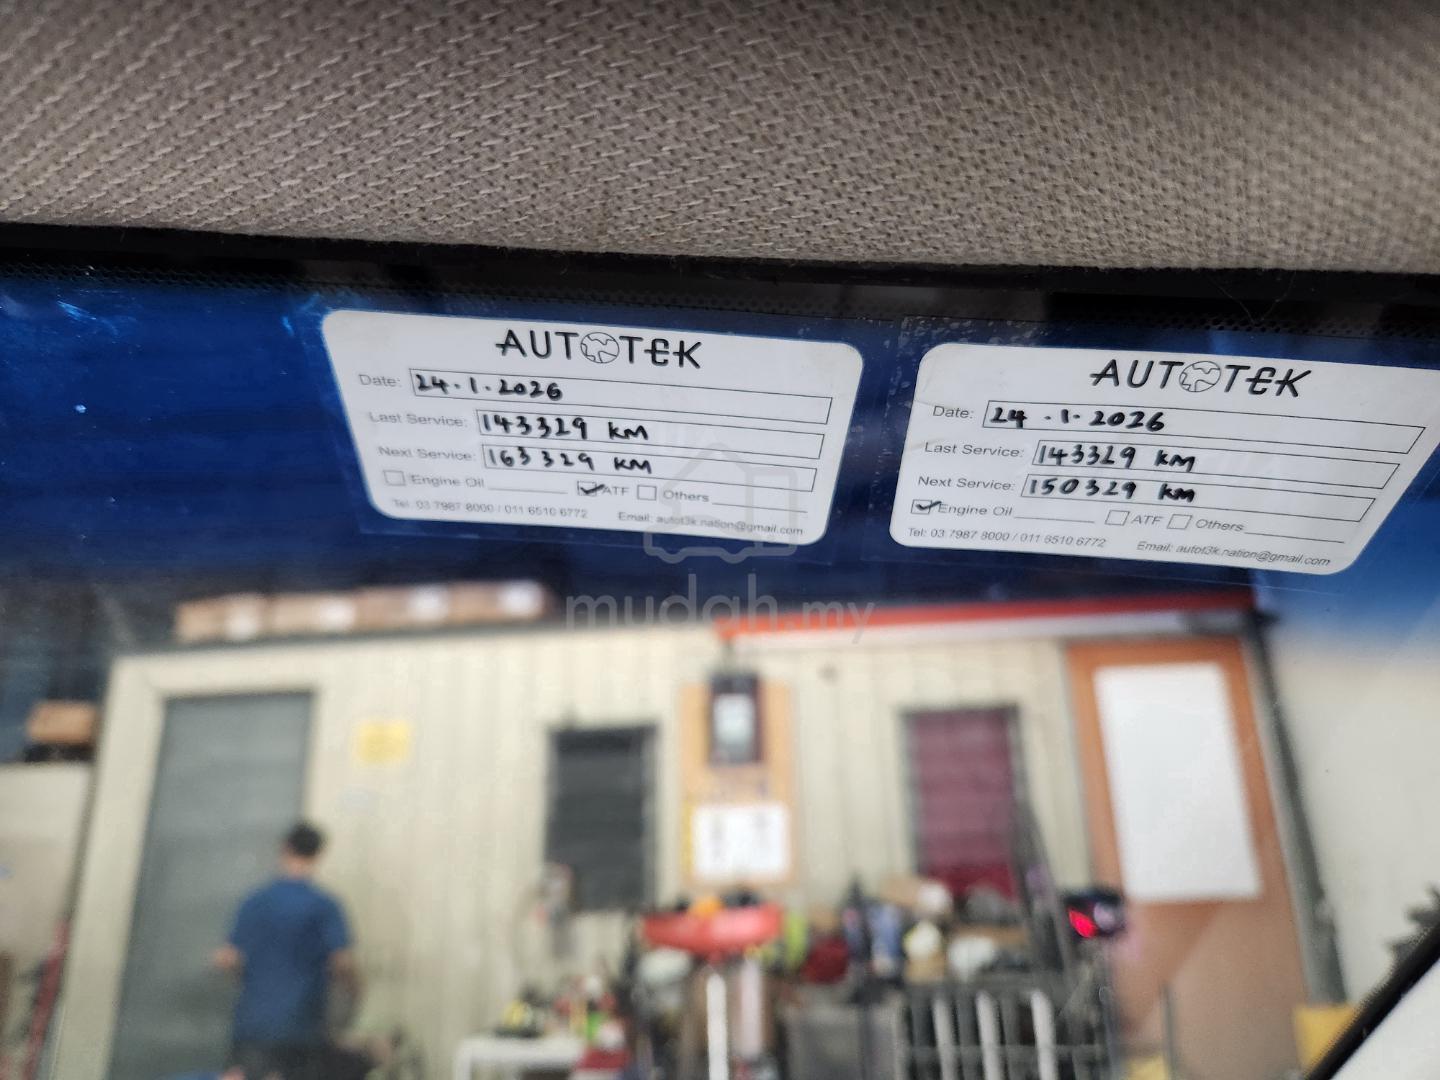 AUTOTEK
Date: 24.1.2026
Last Service: 143329 KM
Next Service: 163329 KM
Engine Oil ATF Others
Tel: 03 7987 8000 / 011 6510 6772 Email: autot3k.nation@gmail.com
AUTOTEK
Date: 24.1.2026
Last Service: 143329 KM
Next Service: 150329 KM
Engine Oil ATF Others
Tel: 03 7987 8000 / 011 6510 6772 Email: autot3k.nation@gmail.com
mudah.my